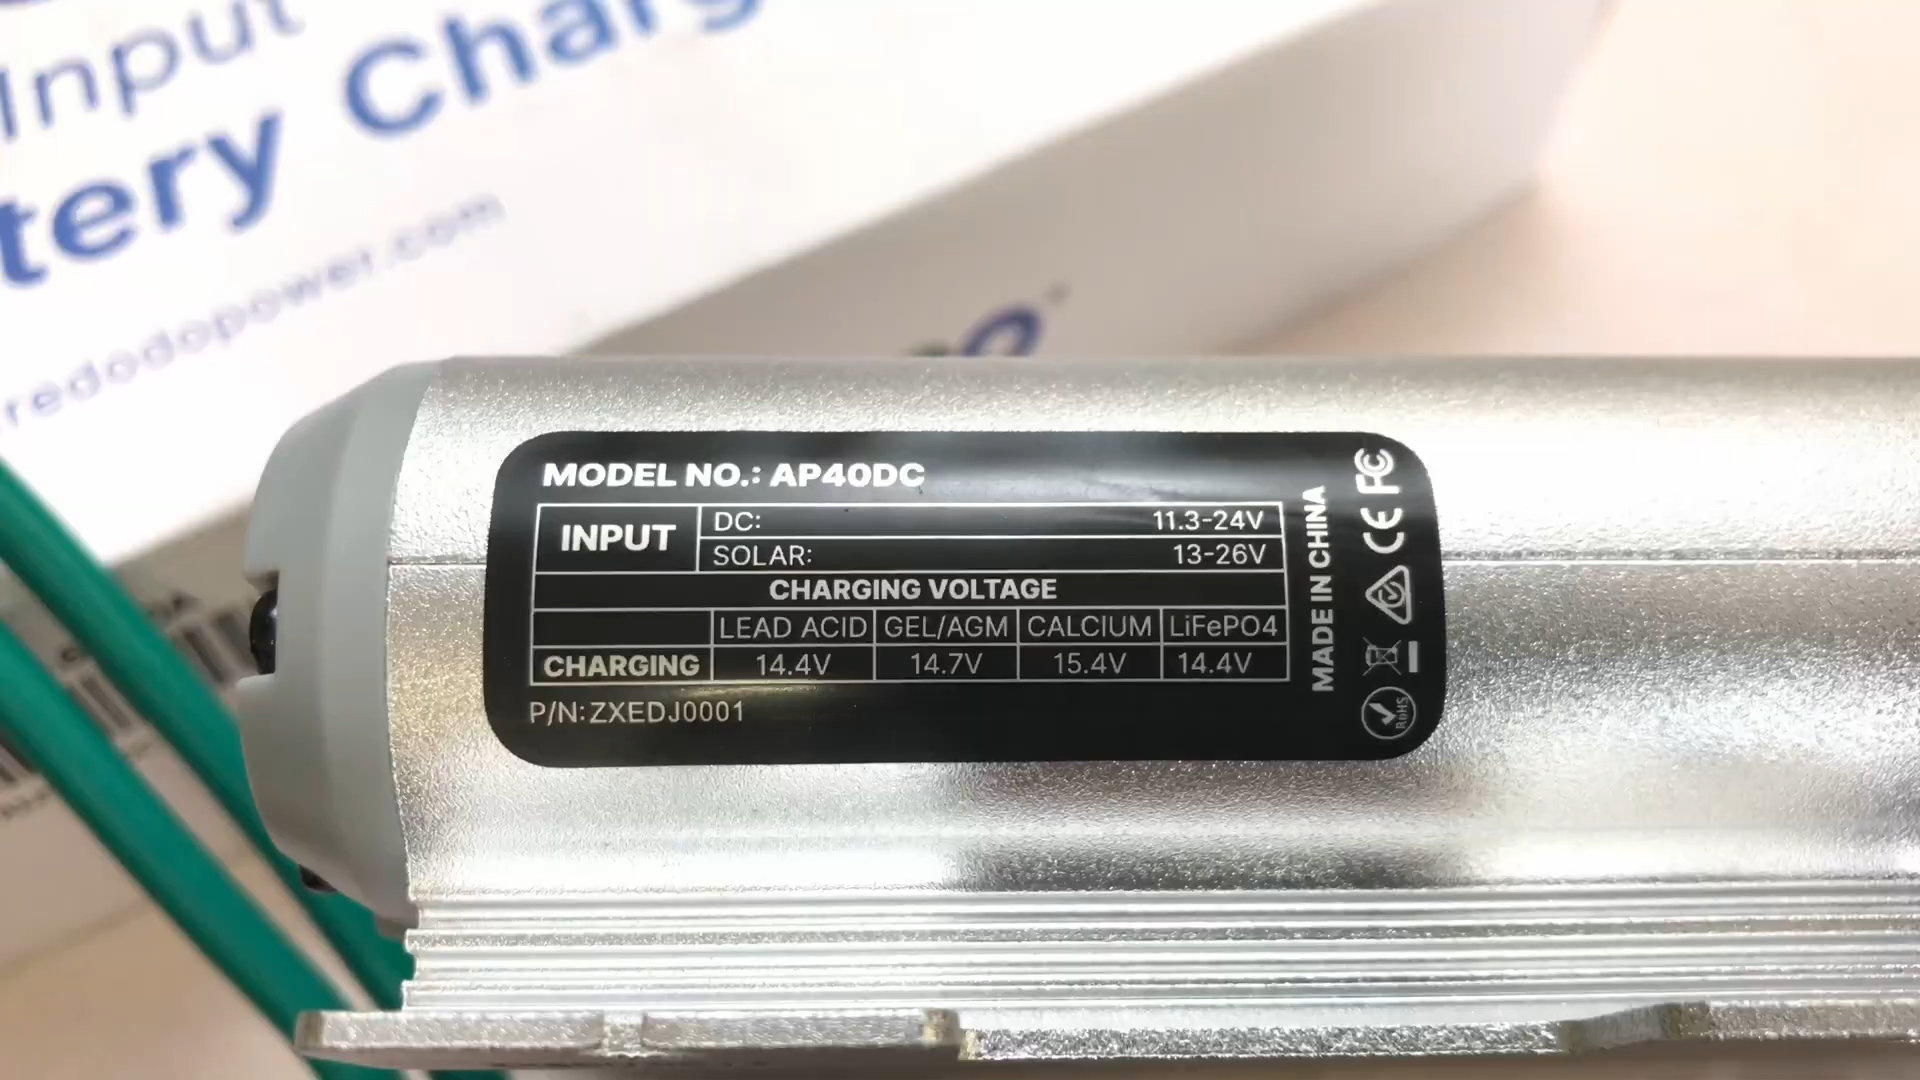 Input
tery Charg
redodopower.com
MODEL NO.: AP40DC
INPUT
DC: 11.3-24V
SOLAR: 13-26V
CHARGING VOLTAGE
LEAD ACID GEL/AGM CALCIUM LiFePO4
CHARGING 14.4V 14.7V 15.4V 14.4V
P/N: ZXEDJ0001
MADE IN CHINA
FC
CE
RoHS